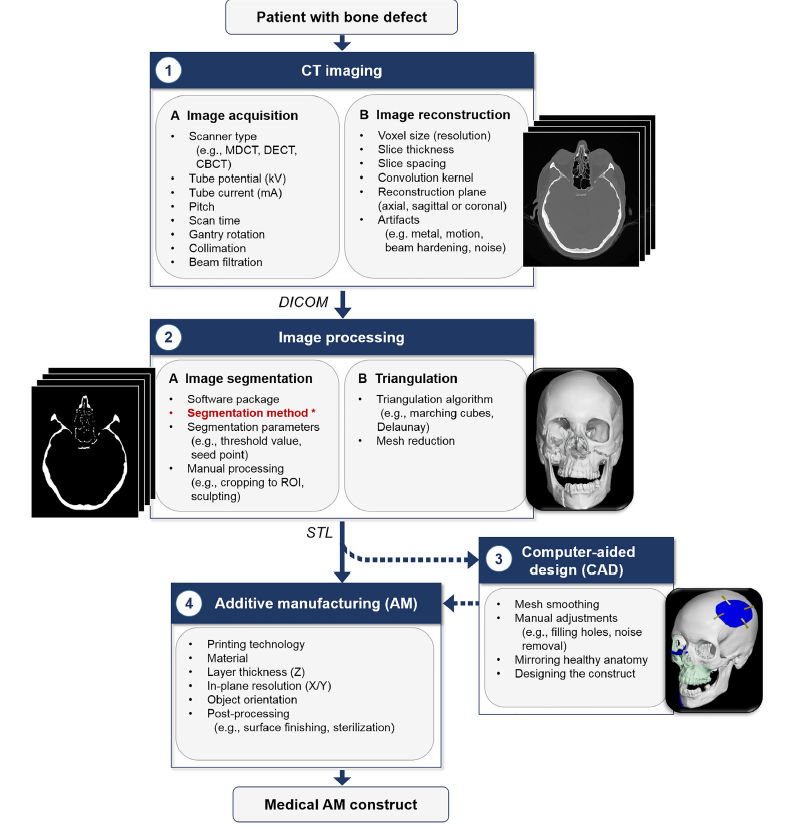 Patient with bone defect
1
CT imaging
A Image acquisition
• Scanner type
(e.g., MDCT, DECT,
CBCT)
• Tube potential (kV)
• Tube current (mA)
• Pitch
• Scan time
• Gantry rotation
• Collimation
• Beam filtration
B Image reconstruction
• Voxel size (resolution)
• Slice thickness
• Slice spacing
• Convolution kernel
• Reconstruction plane
(axial, sagittal or coronal)
• Artifacts
(e.g. metal, motion,
beam hardening, noise)
DICOM
2
Image processing
A Image segmentation
• Software package
• Segmentation method *
• Segmentation parameters
(e.g., threshold value,
seed point)
• Manual processing
(e.g., cropping to ROI,
sculpting)
B Triangulation
• Triangulation algorithm
(e.g., marching cubes,
Delaunay)
• Mesh reduction
STL
3
Computer-aided
design (CAD)
• Mesh smoothing
• Manual adjustments
(e.g., filling holes, noise
removal)
• Mirroring healthy anatomy
• Designing the construct
4
Additive manufacturing (AM)
• Printing technology
• Material
• Layer thickness (Z)
• In-plane resolution (X/Y)
• Object orientation
• Post-processing
(e.g., surface finishing, sterilization)
Medical AM construct